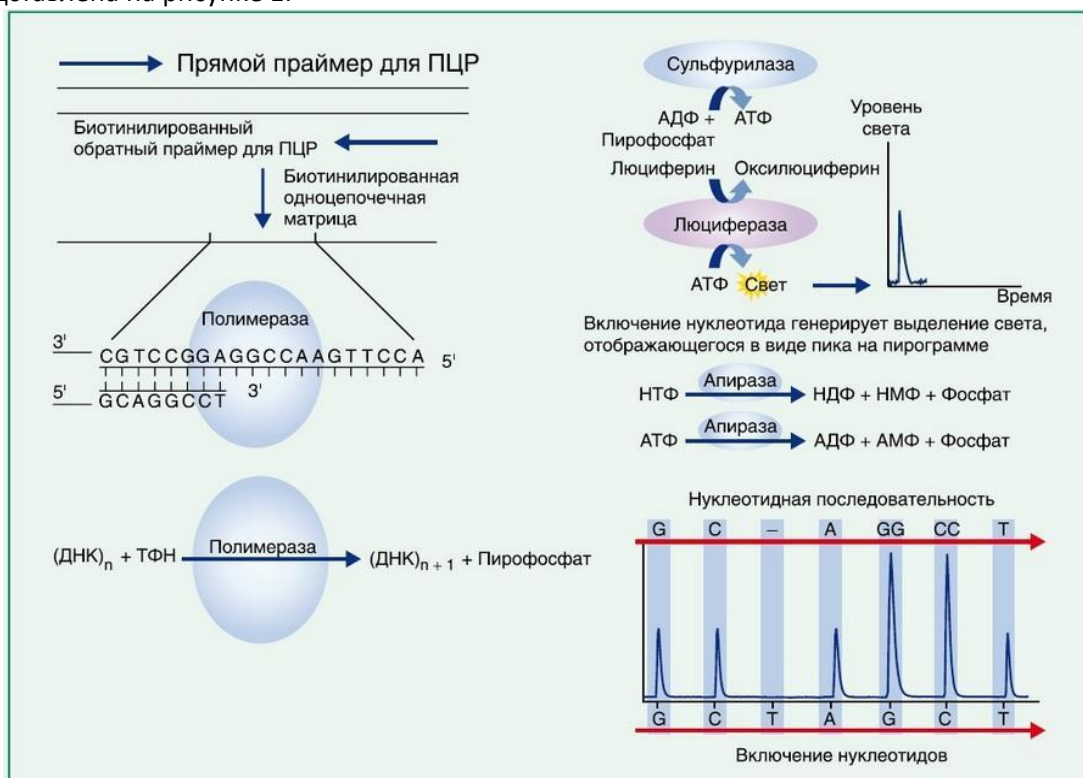 Прямой праймер для ПЦР
Биотинилированный
обратный праймер для ПЦР
Биотинилированная
одноцепочечная
матрица
Полимераза
3'
CGTCCGGAGGCCAAGTTCCA
5'
5'
GCAGGCCT
3'
(ДНК)n + ТФН
Полимераза
(ДНК)n + 1 + Пирофосфат
Сульфурилаза
АДФ +
Пирофосфат
АТФ
Люциферин
Оксилюциферин
Люцифераза
АТФ
Свет
Уровень
света
Время
Включение нуклеотида генерирует выделение света,
отображающегося в виде пика на пирограмме
НТФ
Апираза
НДФ + НМФ + Фосфат
АТФ
Апираза
АДФ + АМФ + Фосфат
Нуклеотидная последовательность
G C – A GG CC T
G C T A G C T
Включение нуклеотидов